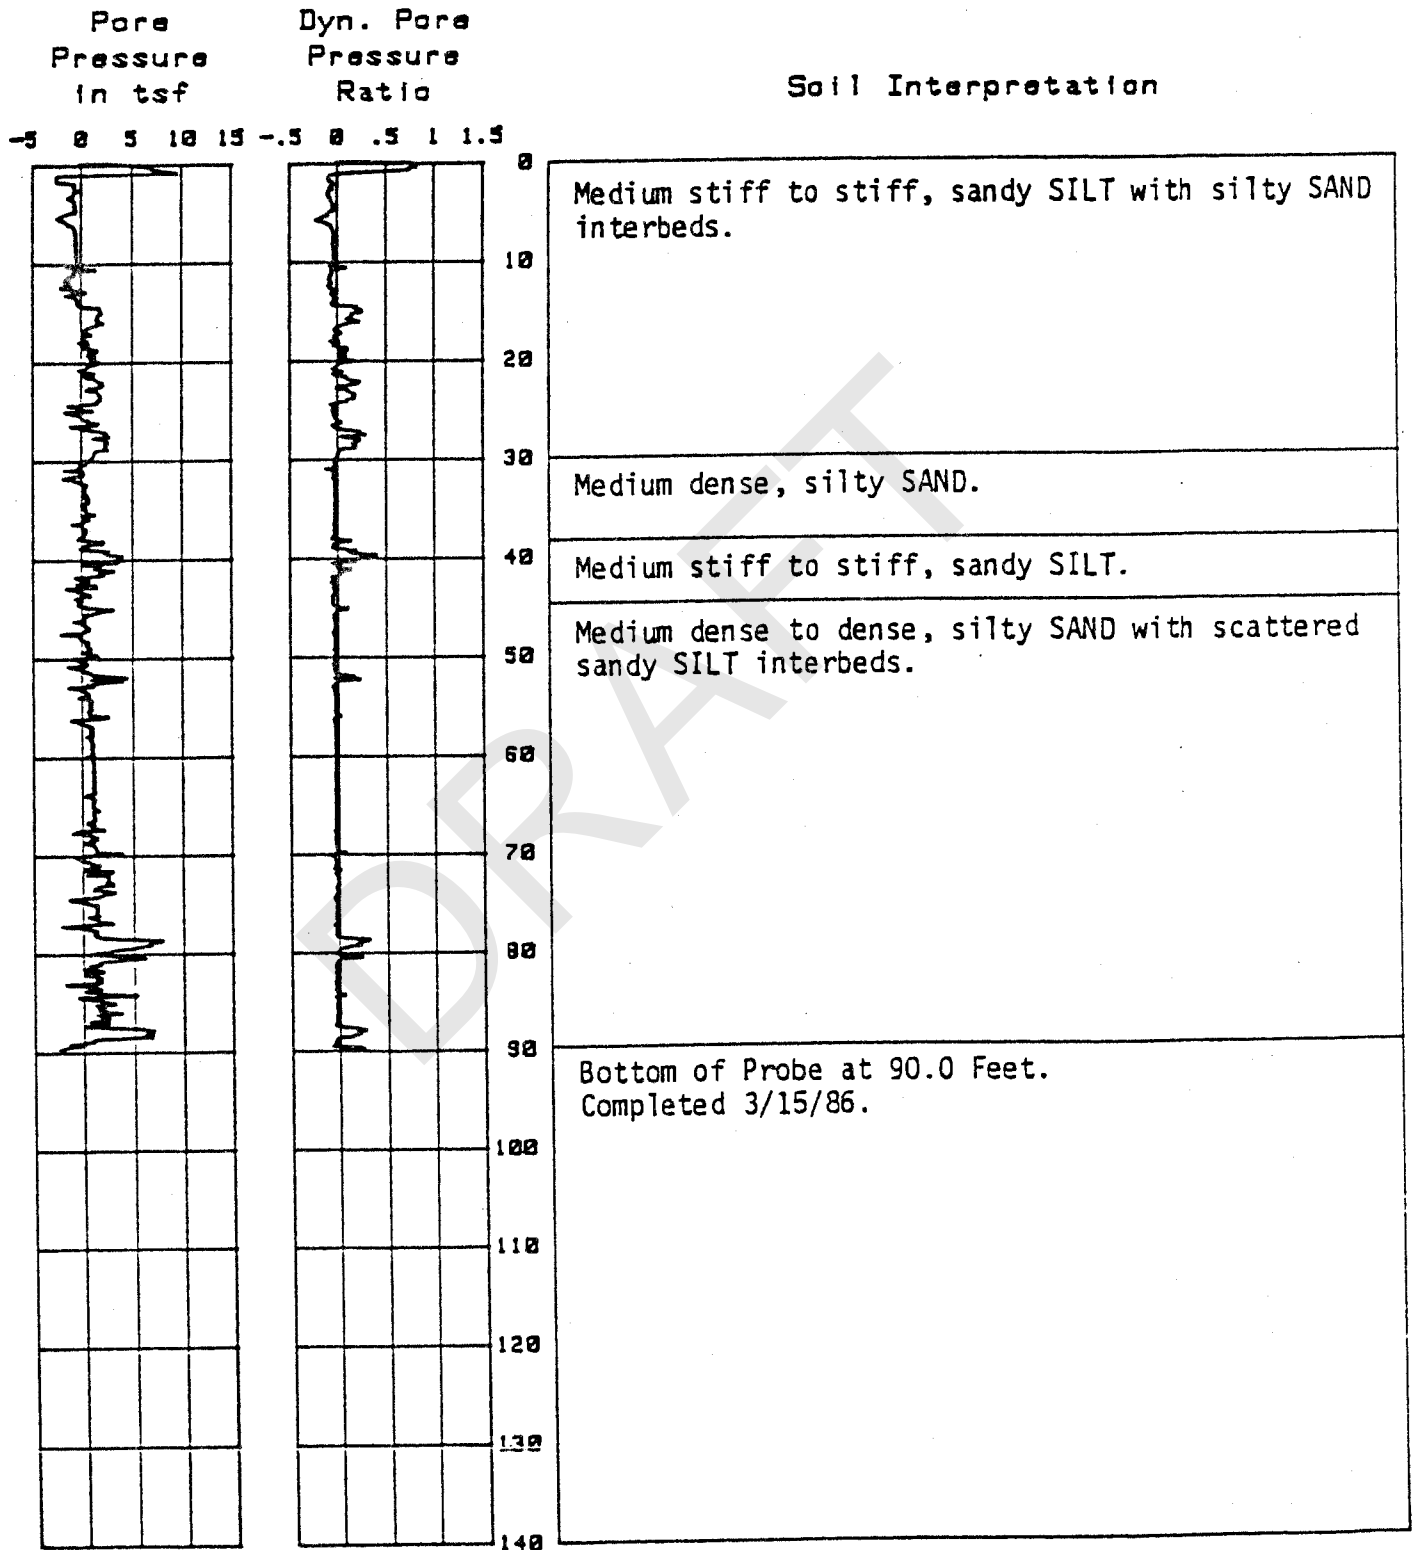 Pore
Pressure
in tsf
Dyn. Pore
Pressure
Ratio
Soil Interpretation
-5 0 5 10 15
-.5 0 .5 1 1.5
0
Medium stiff to stiff, sandy SILT with silty SAND
interbeds.
10
20
30
Medium dense, silty SAND.
40
Medium stiff to stiff, sandy SILT.
Medium dense to dense, silty SAND with scattered
sandy SILT interbeds.
50
60
70
80
90
Bottom of Probe at 90.0 Feet.
Completed 3/15/86.
100
110
120
130
140
DRAFT